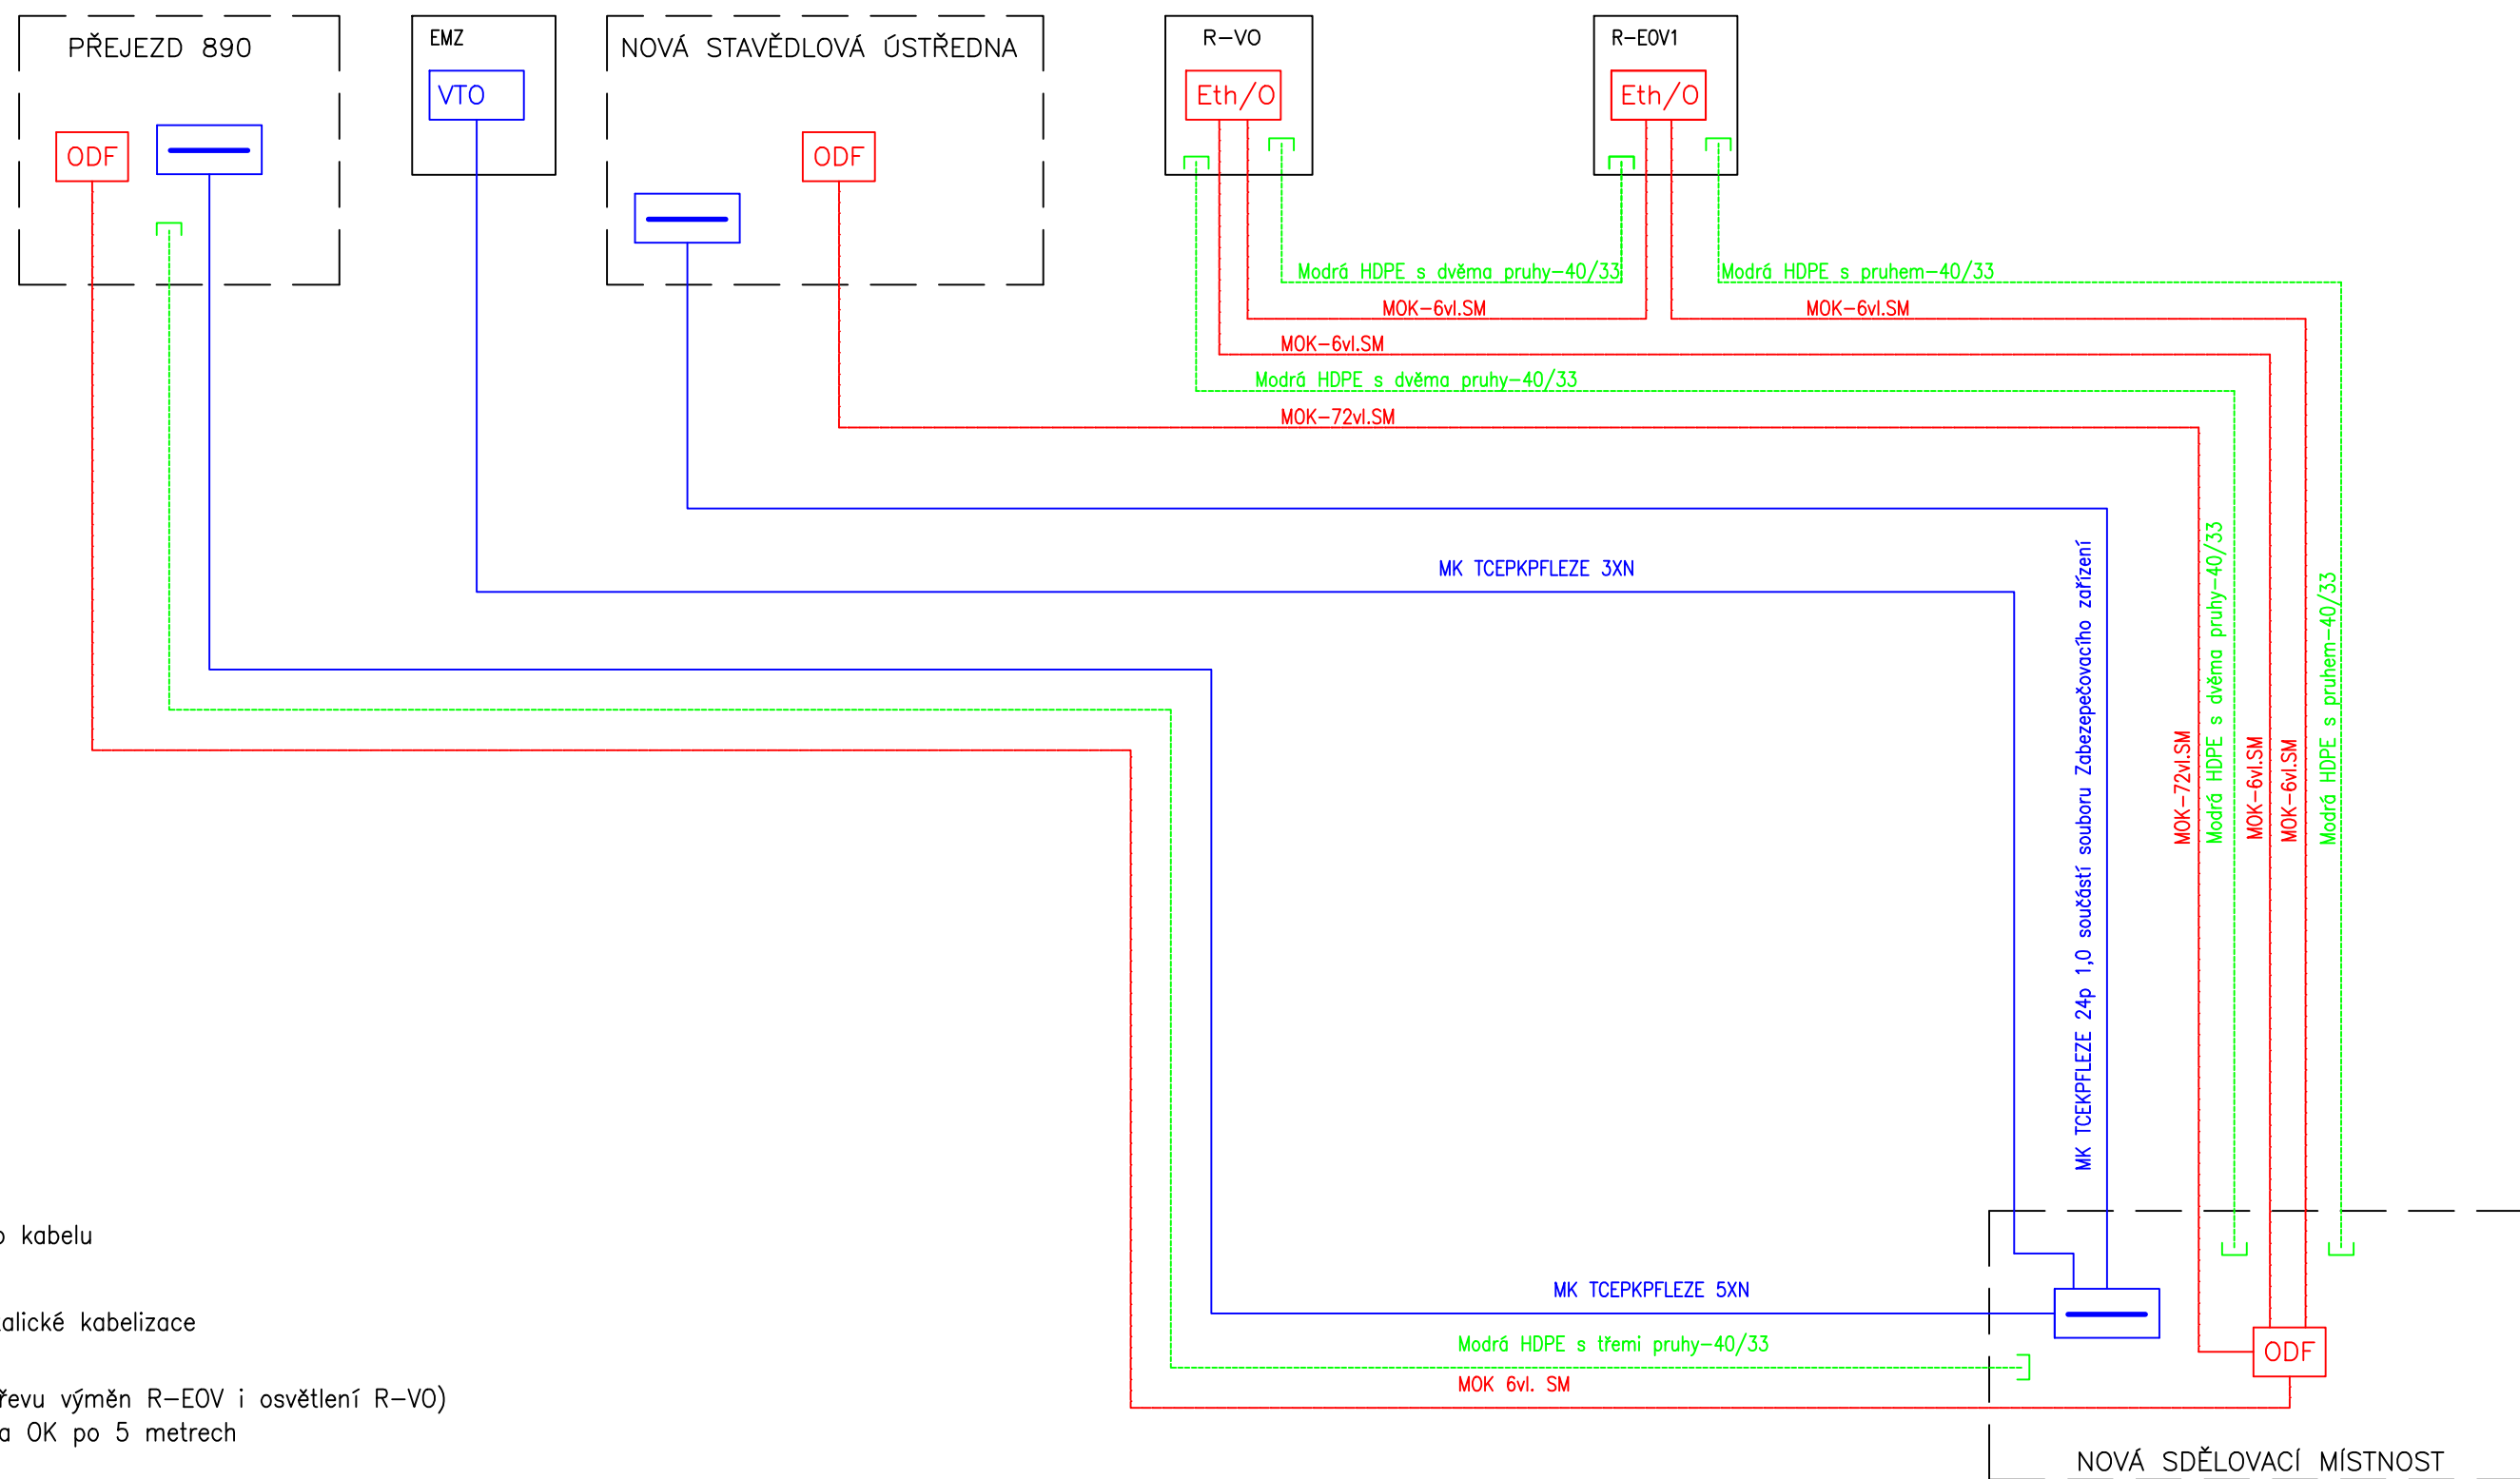 PŘEJEZD 890
EMZ
NOVÁ STAVĚDLOVÁ ÚSTŘEDNA
R-VO
R-EOV1
VTO
Eth/O
Eth/O
ODF
ODF
Modrá HDPE s dvěma pruhy-40/33
Modrá HDPE s pruhem-40/33
MOK-6vl.SM
MOK-6vl.SM
MOK-6vl.SM
Modrá HDPE s dvěma pruhy-40/33
MOK-72vl.SM
MK TCEPKPFLEZE 3XN
MK TCEKPFLEZE 24p 1,0 součástí souboru Zabezepečovacího zařízení
MOK-72vl.SM
Modrá HDPE s dvěma pruhy-40/33
MOK-6vl.SM
MOK-6vl.SM
Modrá HDPE s pruhem-40/33
o kabelu
MK TCEPKPFLEZE 5XN
alické kabelizace
Modrá HDPE s třemi pruhy-40/33
ODF
MOK 6vl. SM
řevu výměn R-EOV i osvětlení R-VO)
a OK po 5 metrech
NOVÁ SDĚLOVACÍ MÍSTNOST